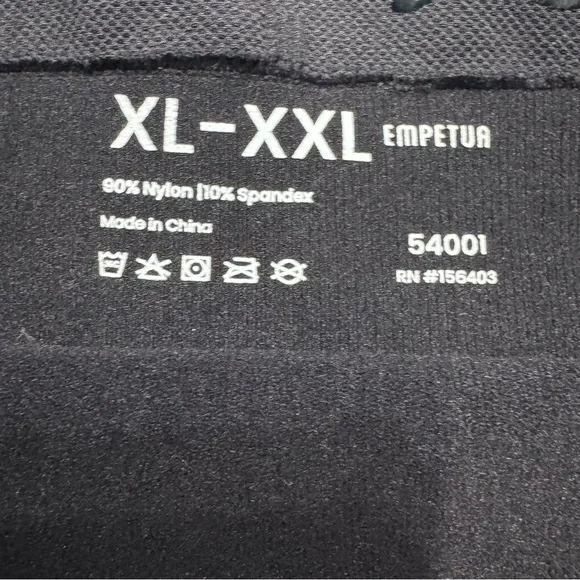 XL-XXL EMPETUA
90% Nylon |10% Spandex
Made in China
54001
RN #156403